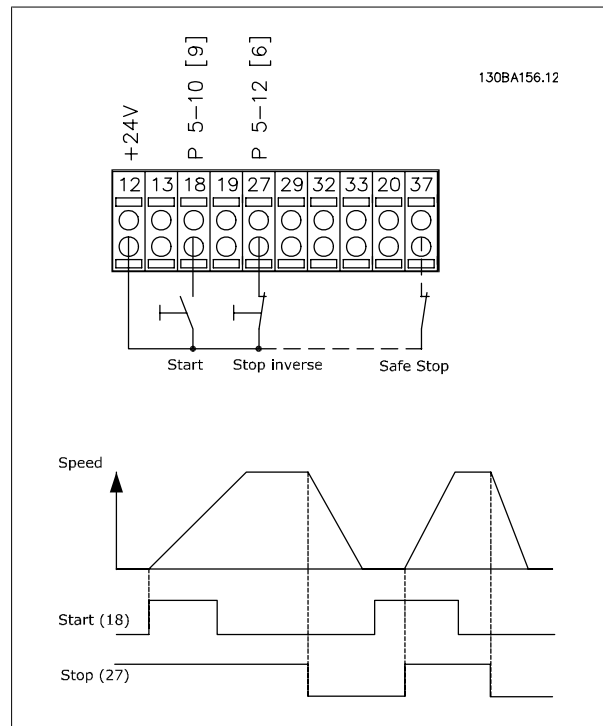 P 5-10 [9]
P 5-12 [6]
130BA156.12
+24V
12 13 18 19 27 29 32 33 20 37
Start Stop inverse Safe Stop
Speed
Start (18)
Stop (27)